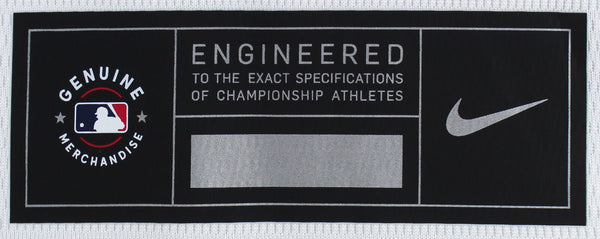 GENUINE
MERCHANDISE
ENGINEERED
TO THE EXACT SPECIFICATIONS
OF CHAMPIONSHIP ATHLETES